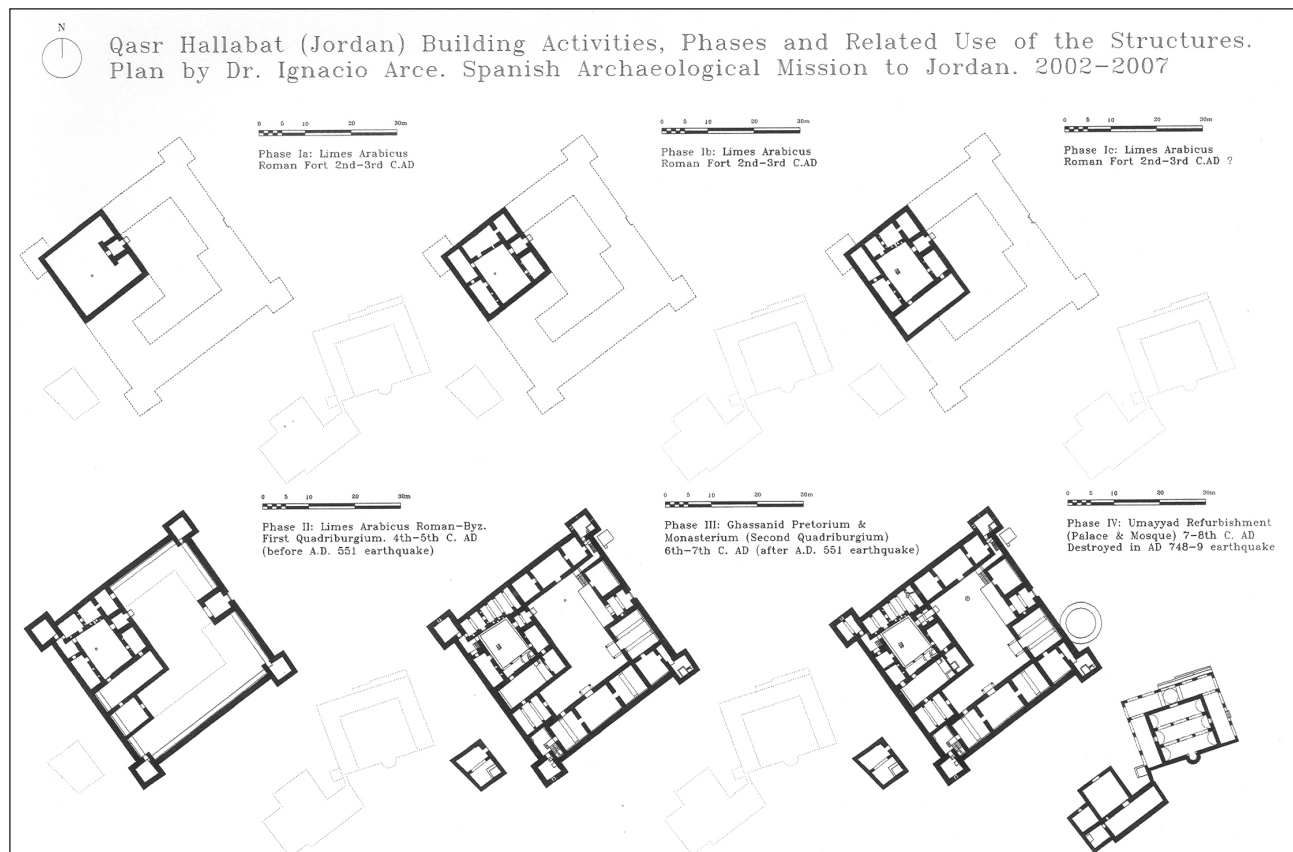 N
Qasr Hallabat (Jordan) Building Activities, Phases and Related Use of the Structures.
Plan by Dr. Ignacio Arce. Spanish Archaeological Mission to Jordan. 2002-2007
0 5 10 20 30m
Phase Ia: Limes Arabicus
Roman Fort 2nd-3rd C.AD
0 5 10 20 30m
Phase Ib: Limes Arabicus
Roman Fort 2nd-3rd C.AD
0 5 10 20 30m
Phase Ic: Limes Arabicus
Roman Fort 2nd-3rd C.AD ?
0 5 10 20 30m
Phase II: Limes Arabicus Roman-Byz.
First Quadriburgium. 4th-5th C. AD
(before A.D. 551 earthquake)
0 5 10 20 30m
Phase III: Ghassanid Pretorium &
Monasterium (Second Quadriburgium)
6th-7th C. AD (after A.D. 551 earthquake)
0 5 10 20 30m
Phase IV: Umayyad Refurbishment
(Palace & Mosque) 7-8th C. AD
Destroyed in AD 748-9 earthquake